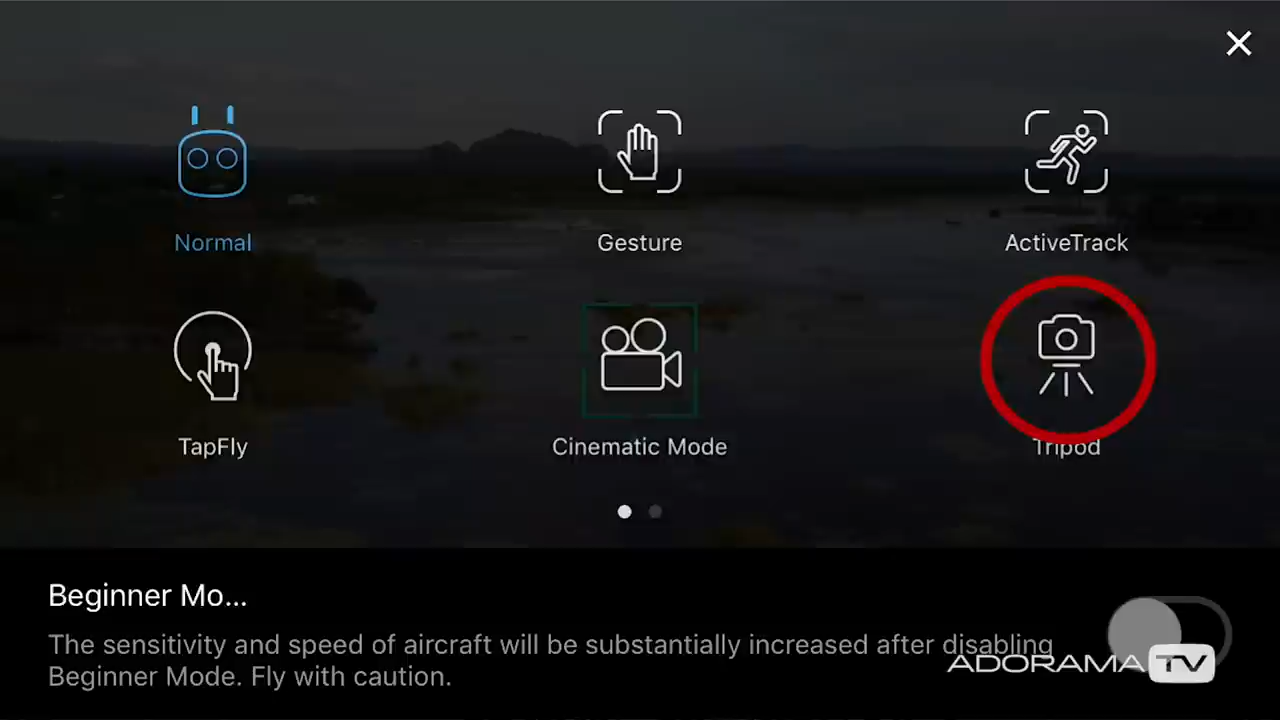 Normal
Gesture
ActiveTrack
TapFly
Cinematic Mode
Tripod
Beginner Mo...
The sensitivity and speed of aircraft will be substantially increased after disabling
Beginner Mode. Fly with caution.
ADORAMA TV